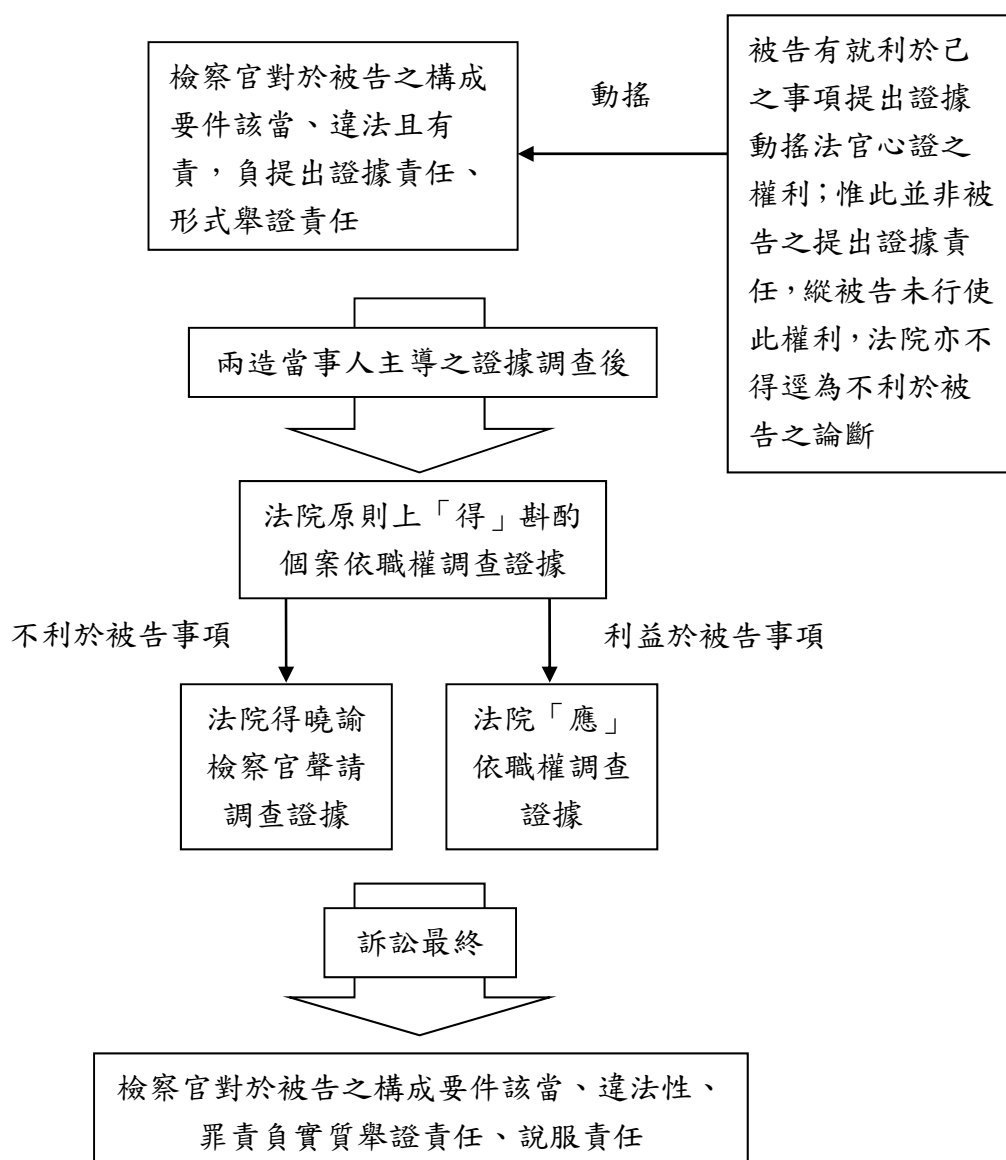 檢察官對於被告之構成
要件該當、違法且有
責，負提出證據責任、
形式舉證責任
動搖
被告有就利於己
之事項提出證據
動搖法官心證之
權利；惟此並非被
告之提出證據責
任，縱被告未行使
此權利，法院亦不
得逕為不利於被
告之論斷
兩造當事人主導之證據調查後
法院原則上「得」斟酌
個案依職權調查證據
不利於被告事項
利益於被告事項
法院得曉諭
檢察官聲請
調查證據
法院「應」
依職權調查
證據
訴訟最終
檢察官對於被告之構成要件該當、違法性、
罪責負實質舉證責任、說服責任